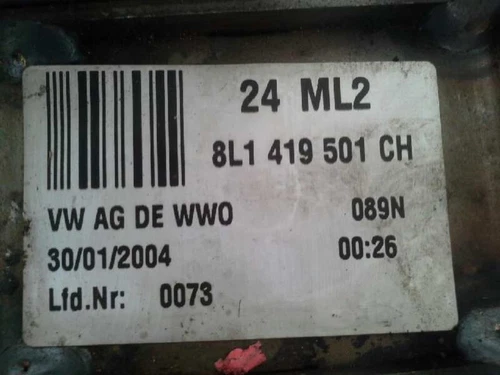 24 ML2
8L1 419 501 CH
VW AG DE WWO 089N
30/01/2004 00:26
Lfd.Nr: 0073